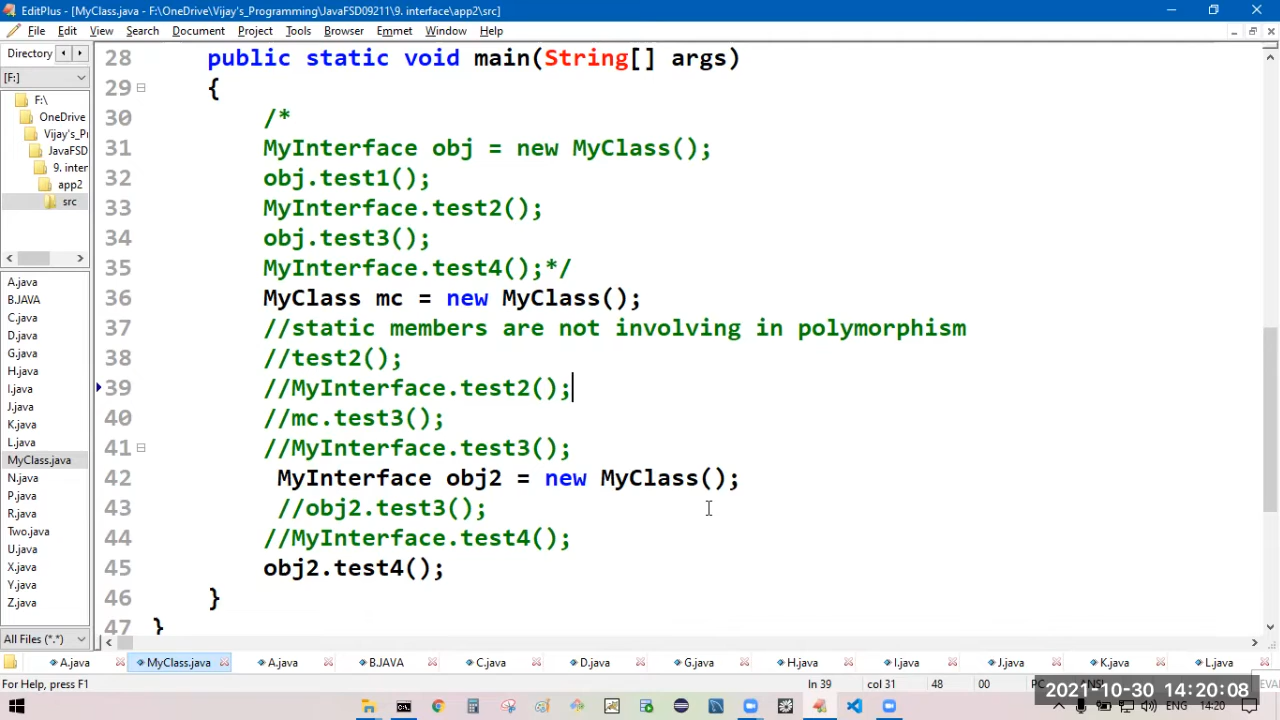 EditPlus - [MyClass.java - F:\OneDrive\Vijay's_Programming\JavaFSD09211\9. interface\app2\src]
File Edit View Search Document Project Tools Browser Emmet Window Help
Directory
[F:]
F:\
OneDrive
Vijay's_Pr
JavaFSD
9. inter
app2
src
A.java
B.JAVA
C.java
D.java
G.java
H.java
I.java
J.java
K.java
L.java
MyClass.java
N.java
P.java
R.java
Two.java
U.java
X.java
Y.java
Z.java
All Files (*.*)
28 public static void main(String[] args)
29 {
30 /*
31 MyInterface obj = new MyClass();
32 obj.test1();
33 MyInterface.test2();
34 obj.test3();
35 MyInterface.test4();*/
36 MyClass mc = new MyClass();
37 //static members are not involving in polymorphism
38 //test2();
39 //MyInterface.test2();
40 //mc.test3();
41 //MyInterface.test3();
42 MyInterface obj2 = new MyClass();
43 //obj2.test3();
44 //MyInterface.test4();
45 obj2.test4();
46 }
47 }
A.java MyClass.java A.java B.JAVA C.java D.java G.java H.java I.java J.java K.java L.java
For Help, press F1 ln 39 col 31 48 00 PC
2021-10-30 14:20:08
ENG 14:20